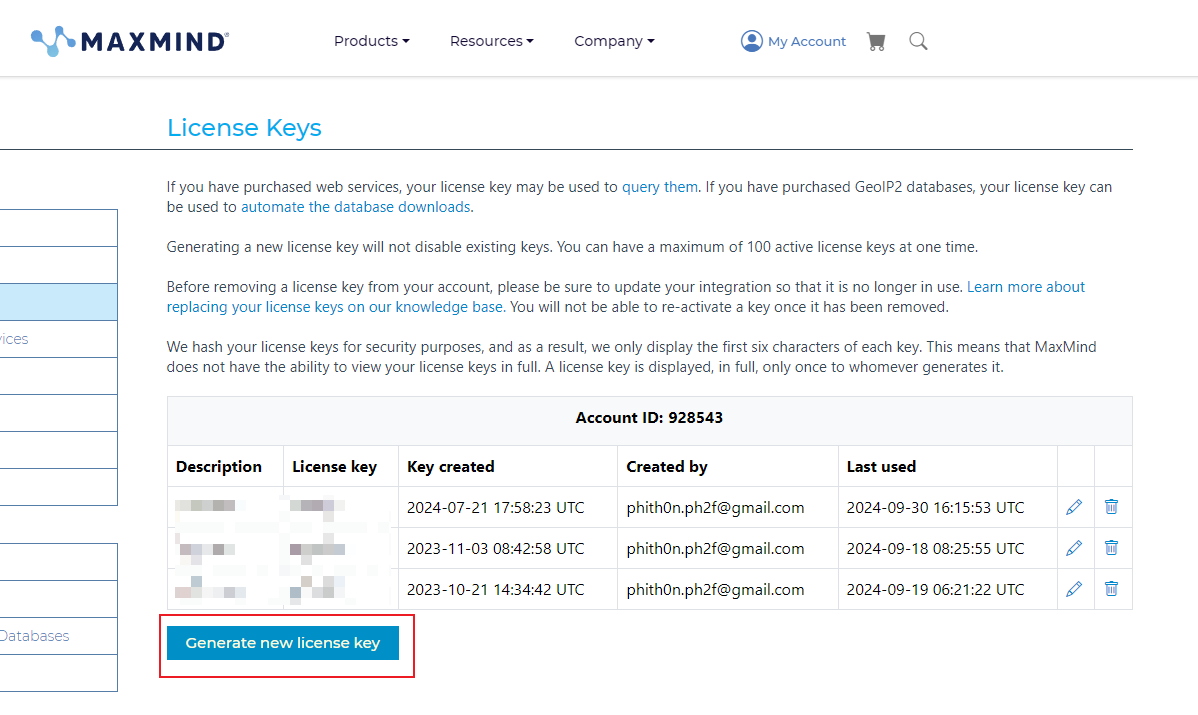 MAXMIND
Products Resources Company My Account
License Keys
If you have purchased web services, your license key may be used to query them. If you have purchased GeoIP2 databases, your license key can
be used to automate the database downloads.
Generating a new license key will not disable existing keys. You can have a maximum of 100 active license keys at one time.
Before removing a license key from your account, please be sure to update your integration so that it is no longer in use. Learn more about
replacing your license keys on our knowledge base. You will not be able to re-activate a key once it has been removed.
We hash your license keys for security purposes, and as a result, we only display the first six characters of each key. This means that MaxMind
does not have the ability to view your license keys in full. A license key is displayed, in full, only once to whomever generates it.
vices
Databases
Account ID: 928543
Description License key Key created Created by Last used
2024-07-21 17:58:23 UTC phith0n.ph2f@gmail.com 2024-09-30 16:15:53 UTC
2023-11-03 08:42:58 UTC phith0n.ph2f@gmail.com 2024-09-18 08:25:55 UTC
2023-10-21 14:34:42 UTC phith0n.ph2f@gmail.com 2024-09-19 06:21:22 UTC
Generate new license key